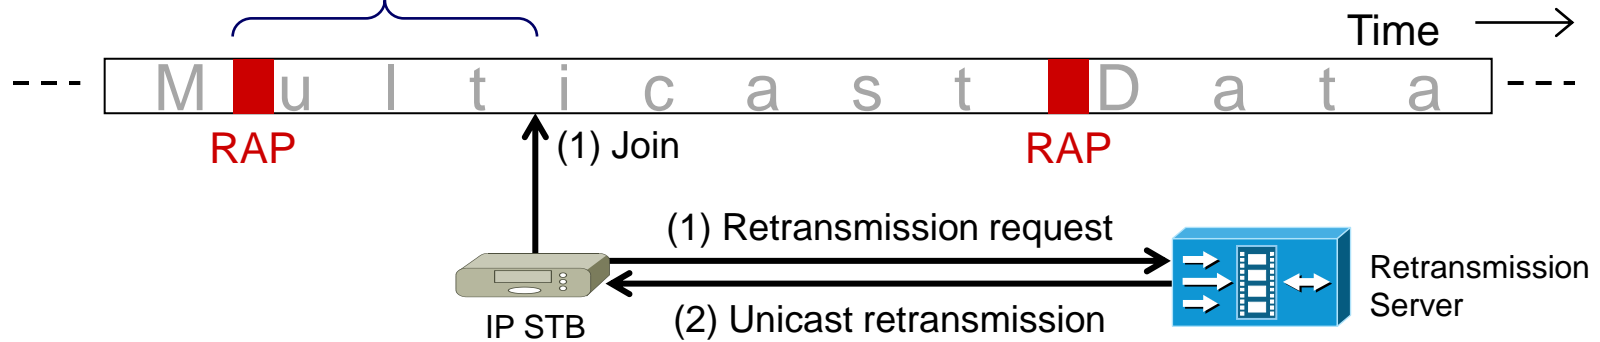 Time
M u l t i c a s t D a t a
RAP
RAP
(1) Join
(1) Retransmission request
Retransmission
Server
(2) Unicast retransmission
IP STB